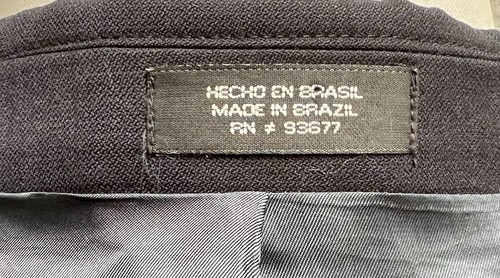 HECHO EN BRASIL
MADE IN BRAZIL
RN ≠ 93677